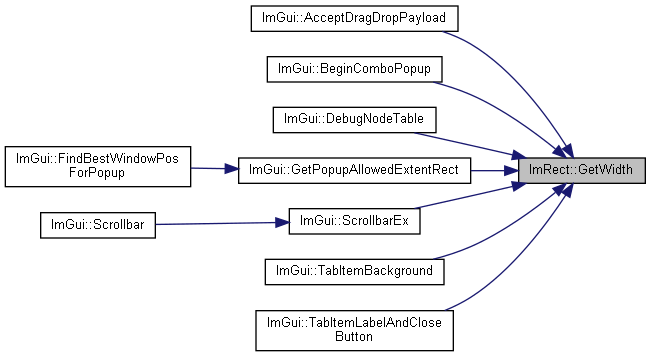 ImGui::AcceptDragDropPayload
ImGui::BeginComboPopup
ImGui::DebugNodeTable
ImGui::FindBestWindowPos
ForPopup
ImGui::GetPopupAllowedExtentRect
ImRect::GetWidth
ImGui::Scrollbar
ImGui::ScrollbarEx
ImGui::TabItemBackground
ImGui::TabItemLabelAndClose
Button